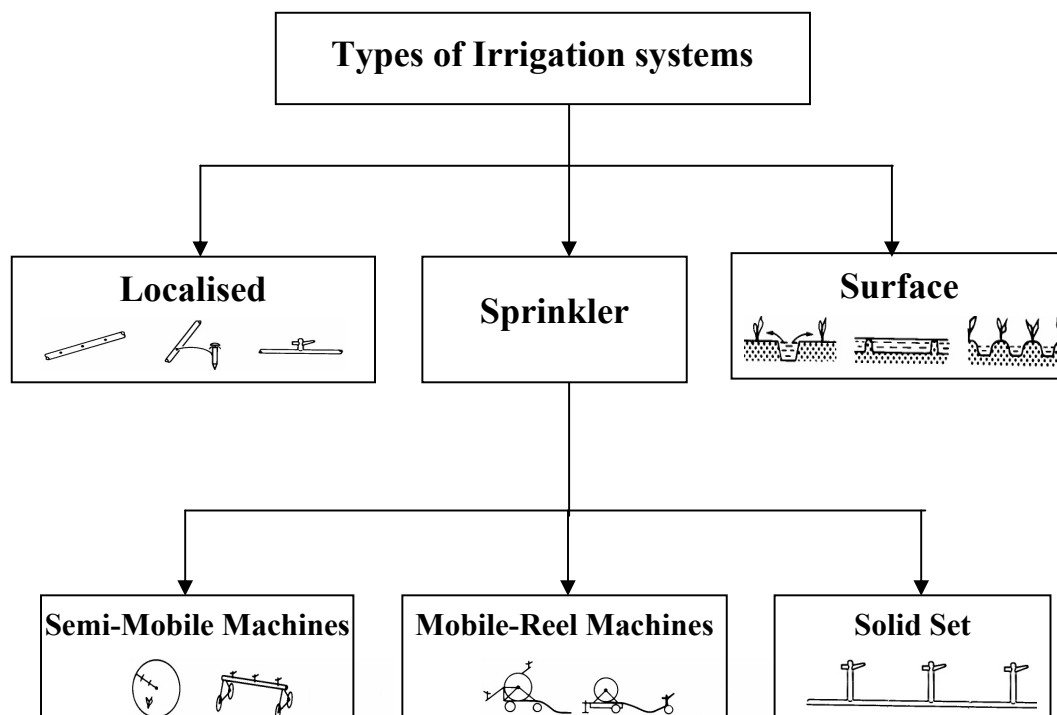 Types of Irrigation systems
Localised
Sprinkler
Surface
Semi-Mobile Machines
Mobile-Reel Machines
Solid Set